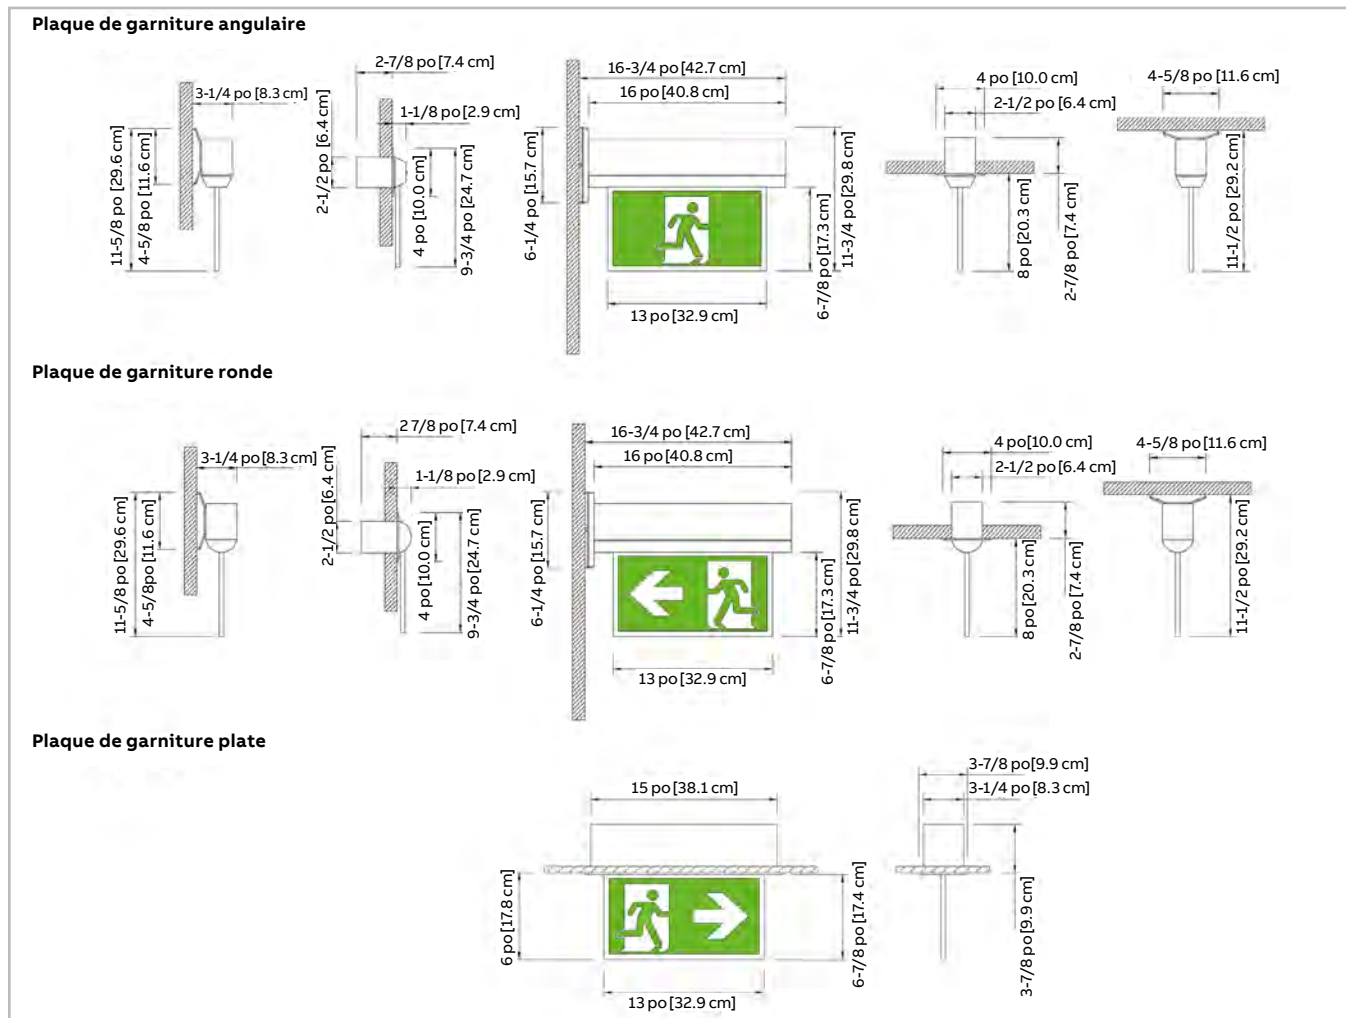 Plaque de garniture angulaire
3-1/4 po [8.3 cm]
11-5/8 po [29.6 cm]
4-5/8 po [11.6 cm]
2-7/8 po [7.4 cm]
1-1/8 po [2.9 cm]
2-1/2 po [6.4 cm]
4 po [10.0 cm]
9-3/4 po [24.7 cm]
16-3/4 po [42.7 cm]
16 po [40.8 cm]
6-1/4 po [15.7 cm]
6-7/8 po [17.3 cm]
11-3/4 po [29.8 cm]
13 po [32.9 cm]
4 po [10.0 cm]
2-1/2 po [6.4 cm]
8 po [20.3 cm]
2-7/8 po [7.4 cm]
4-5/8 po [11.6 cm]
11-1/2 po [29.2 cm]
Plaque de garniture ronde
3-1/4 po [8.3 cm]
11-5/8 po [29.6 cm]
4-5/8po [11.6 cm]
2 7/8 po [7.4 cm]
1-1/8 po [2.9 cm]
2-1/2 po [6.4 cm]
4 po [10.0 cm]
9-3/4 po [24.7 cm]
16-3/4 po [42.7 cm]
16 po [40.8 cm]
6-1/4 po [15.7 cm]
6-7/8 po [17.3 cm]
11-3/4 po [29.8 cm]
13 po [32.9 cm]
4 po [10.0 cm]
2-1/2 po [6.4 cm]
8 po [20.3 cm]
2-7/8 po [7.4 cm]
4-5/8 po [11.6 cm]
11-1/2 po [29.2 cm]
Plaque de garniture plate
15 po [38.1 cm]
6 po [17.8 cm]
6-7/8 po [17.4 cm]
13 po [32.9 cm]
3-7/8 po [9.9 cm]
3-1/4 po [8.3 cm]
3-7/8 po [9.9 cm]